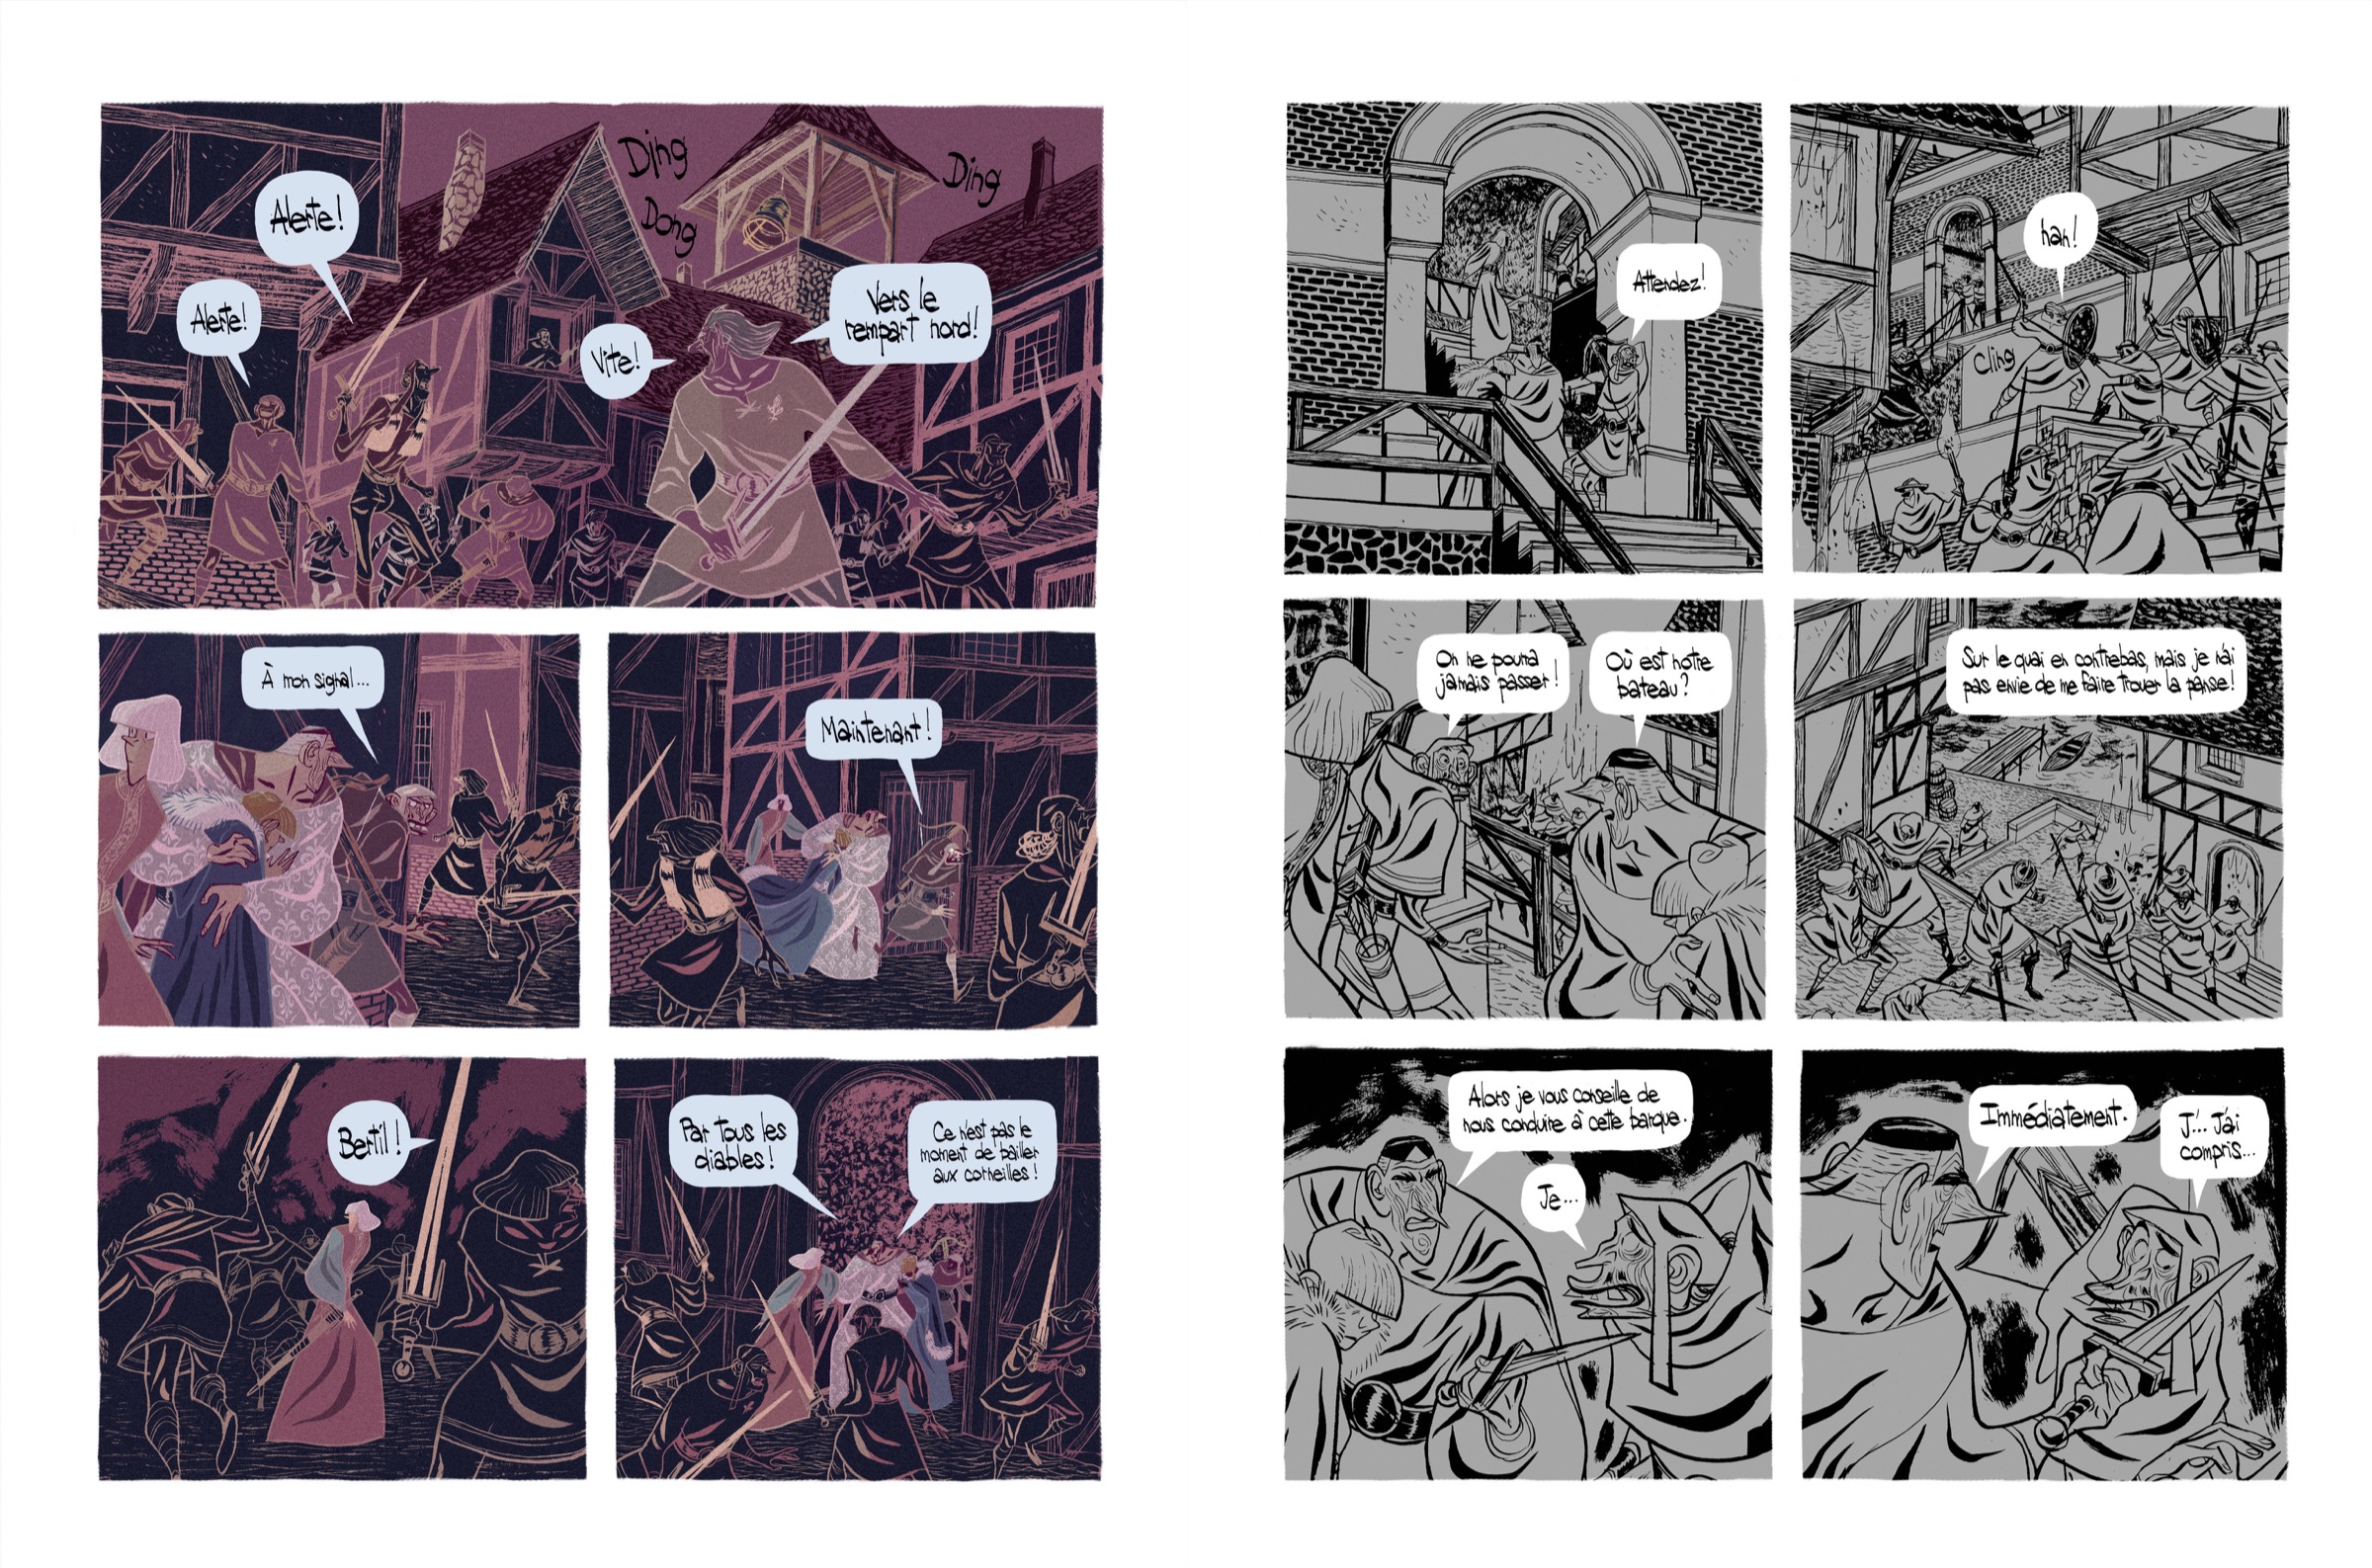 Alerte!
Alerte!
Ding
Dong
Ding
Vite!
Vers le
rempart nord!
À mon signal...
Maintenant!
Bertil!
Par tous les
diables!
Ce n'est pas le
moment de bailler
aux corneilles!
Attendez!
han!
Cling
On ne pourra
jamais passer!
Où est notre
bateau?
Sur le quai en contrebas, mais je n'ai
pas envie de me faire trouer la panse!
Alors je vous conseille de
nous conduire à cette barque.
Je...
Immédiatement.
J'... J'ai
compris...